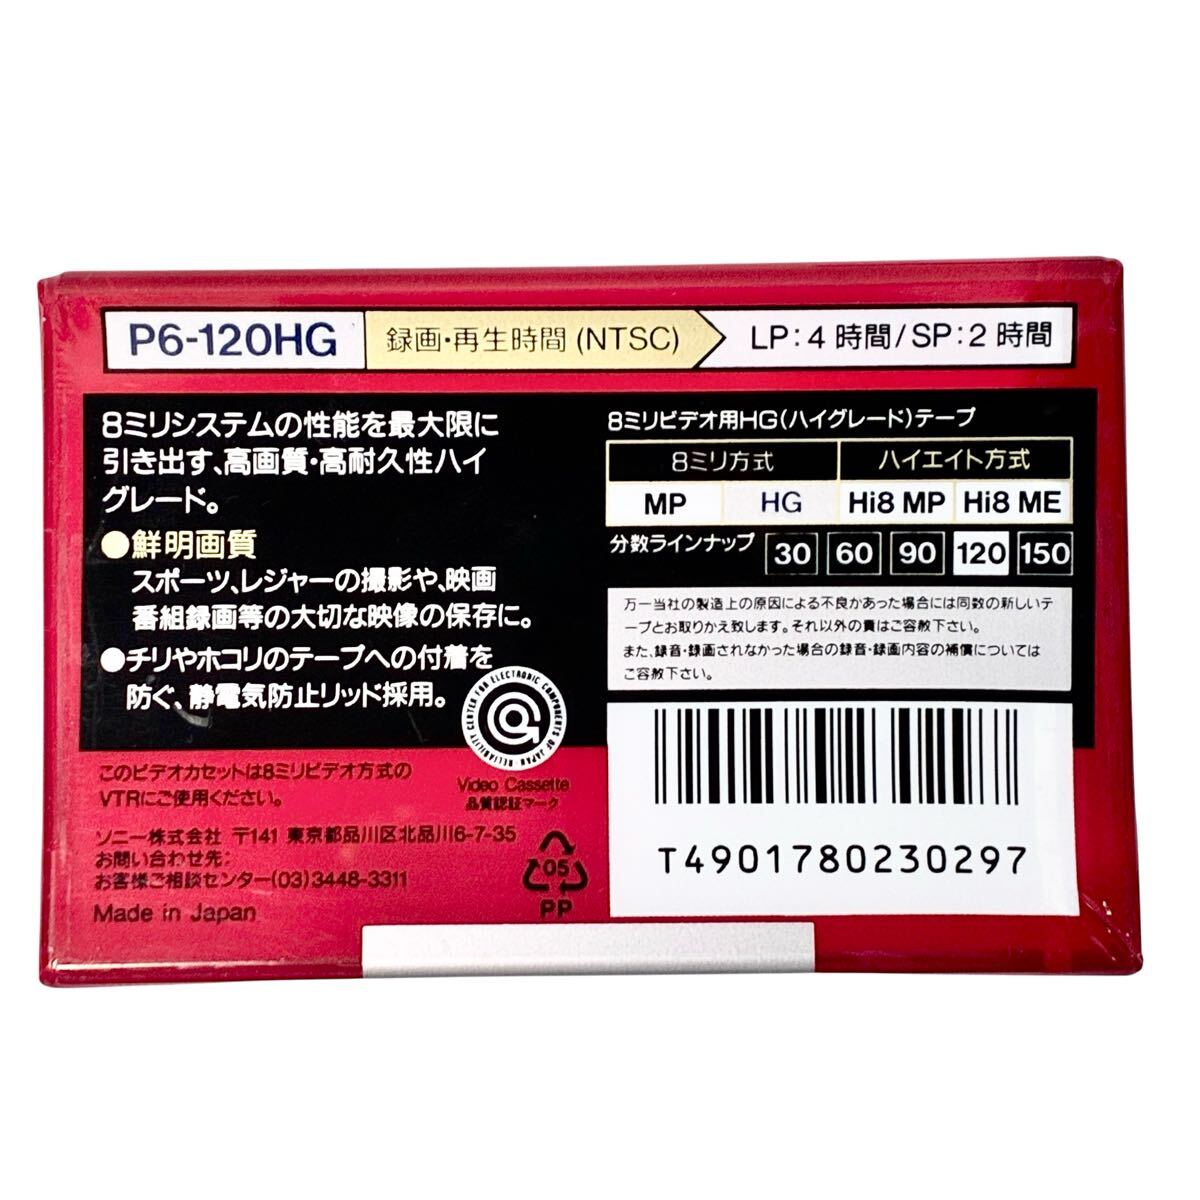 P6-120HG 録画・再生時間 (NTSC) LP:4 時間/SP:2 時間
8ミリシステムの性能を最大限に
引き出す、高画質・高耐久性ハイ
グレード。
●鮮明画質
スポーツ、レジャーの撮影や、映画
番組録画等の大切な映像の保存に。
●チリやホコリのテープへの付着を
防ぐ、静電気防止リッド採用。
RELIABILITY CENTER FOR ELECTRONIC COMPONENTS OF JAPAN
Video Cassette
品質認証マーク
このビデオカセットは8ミリビデオ方式の
VTRにご使用ください。
ソニー株式会社 〒141 東京都品川区北品川6-7-35
お問い合わせ先:
お客様ご相談センター(03)3448-3311
Made in Japan
05
PP
8ミリビデオ用HG(ハイグレード)テープ
8ミリ方式 ハイエイト方式
MP HG Hi8 MP Hi8 ME
分数ラインナップ 30 60 90 120 150
万一当社の製造上の原因による不良があった場合には同数の新しいテ
ープとお取りかえ致します。それ以外の責はご容赦下さい。
また、録音・録画されなかった場合の録音・録画内容の補償については
ご容赦下さい。
T4901780230297